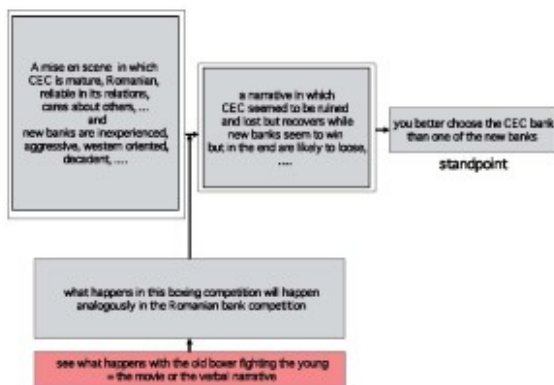 A mise en scene in which
CEC is mature, Romanian,
reliable in its relations,
cares about others, ...
and
new banks are inexperienced,
aggressive, western oriented,
decadent, ....
a narrative in which
CEC seemed to be ruined
and lost but recovers while
new banks seem to win
but in the end are likely to loose,
....
you better choose the CEC bank
than one of the new banks
standpoint
what happens in this boxing competition will happen
analogously in the Romanian bank competition
see what happens with the old boxer fighting the young
= the movie or the verbal narrative